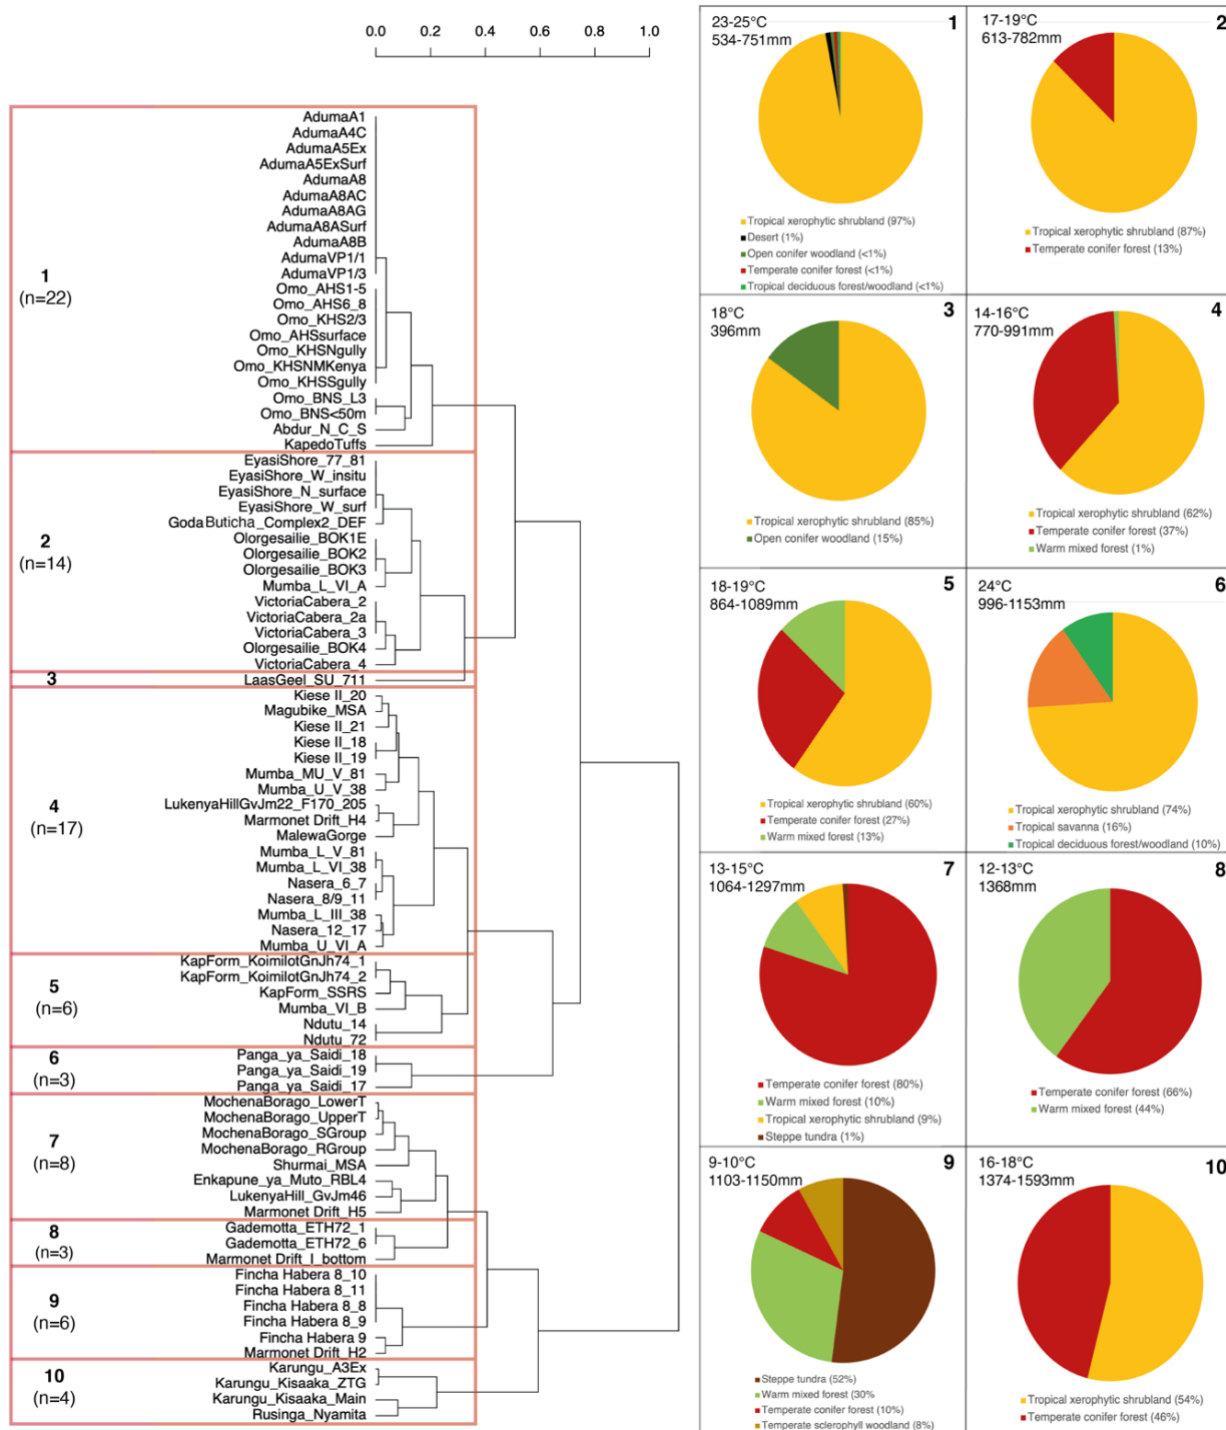 0.0 0.2 0.4 0.6 0.8 1.0
1
(n=22)
AdumaA1
AdumaA4C
AdumaA5Ex
AdumaA5ExSurf
AdumaA8
AdumaA8AC
AdumaA8AG
AdumaA8ASurf
AdumaA8B
AdumaVP1/1
AdumaVP1/3
Omo_AHS1-5
Omo_AHS6_8
Omo_KHS2/3
Omo_AHSsurface
Omo_KHSNgully
Omo_KHSNMKenya
Omo_KHSSgully
Omo_BNS_L3
Omo_BNS<50m
Abdur_N_C_S
KapedoTuffs
2
(n=14)
EyasiShore_77_81
EyasiShore_W_insitu
EyasiShore_N_surface
EyasiShore_W_surf
Goda Buticha_Complex2_DEF
Olorgesailie_BOK1E
Olorgesailie_BOK2
Olorgesailie_BOK3
Mumba_L_VI_A
VictoriaCabera_2
VictoriaCabera_2a
VictoriaCabera_3
Olorgesailie_BOK4
VictoriaCabera_4
3
LaasGeel_SU_711
4
(n=17)
Kiese II_20
Magubike_MSA
Kiese II_21
Kiese II_18
Kiese II_19
Mumba_MU_V_81
Mumba_U_V_38
LukenyaHillGvJm22_F170_205
Marmonet Drift_H4
MalewaGorge
Mumba_L_V_81
Mumba_L_VI_38
Nasera_6_7
Nasera_8/9_11
Mumba_L_III_38
Nasera_12_17
Mumba_U_VI_A
5
(n=6)
KapForm_KoimilotGnJh74_1
KapForm_KoimilotGnJh74_2
KapForm_SSRS
Mumba_VI_B
Ndutu_14
Ndutu_72
6
(n=3)
Panga_ya_Saidi_18
Panga_ya_Saidi_19
Panga_ya_Saidi_17
7
(n=8)
MochenaBorago_LowerT
MochenaBorago_UpperT
MochenaBorago_SGroup
MochenaBorago_RGroup
Shurmai_MSA
Enkapune_ya_Muto_RBL4
LukenyaHill_GvJm46
Marmonet Drift_H5
8
(n=3)
Gademotta_ETH72_1
Gademotta_ETH72_6
Marmonet Drift_I_bottom
9
(n=6)
Fincha Habera 8_10
Fincha Habera 8_11
Fincha Habera 8_8
Fincha Habera 8_9
Fincha Habera 9
Marmonet Drift_H2
10
(n=4)
Karungu_A3Ex
Karungu_Kisaaka_ZTG
Karungu_Kisaaka_Main
Rusinga_Nyamita
23-25°C
534-751mm
1
Tropical xerophytic shrubland (97%)
Desert (1%)
Open conifer woodland (<1%)
Temperate conifer forest (<1%)
Tropical deciduous forest/woodland (<1%)
17-19°C
613-782mm
2
Tropical xerophytic shrubland (87%)
Temperate conifer forest (13%)
18°C
396mm
3
Tropical xerophytic shrubland (85%)
Open conifer woodland (15%)
14-16°C
770-991mm
4
Tropical xerophytic shrubland (62%)
Temperate conifer forest (37%)
Warm mixed forest (1%)
18-19°C
864-1089mm
5
Tropical xerophytic shrubland (60%)
Temperate conifer forest (27%)
Warm mixed forest (13%)
24°C
996-1153mm
6
Tropical xerophytic shrubland (74%)
Tropical savanna (16%)
Tropical deciduous forest/woodland (10%)
13-15°C
1064-1297mm
7
Temperate conifer forest (80%)
Warm mixed forest (10%)
Tropical xerophytic shrubland (9%)
Steppe tundra (1%)
12-13°C
1368mm
8
Temperate conifer forest (66%)
Warm mixed forest (44%)
9-10°C
1103-1150mm
9
Steppe tundra (52%)
Warm mixed forest (30%
Temperate conifer forest (10%)
Temperate sclerophyll woodland (8%)
16-18°C
1374-1593mm
10
Tropical xerophytic shrubland (54%)
Temperate conifer forest (46%)